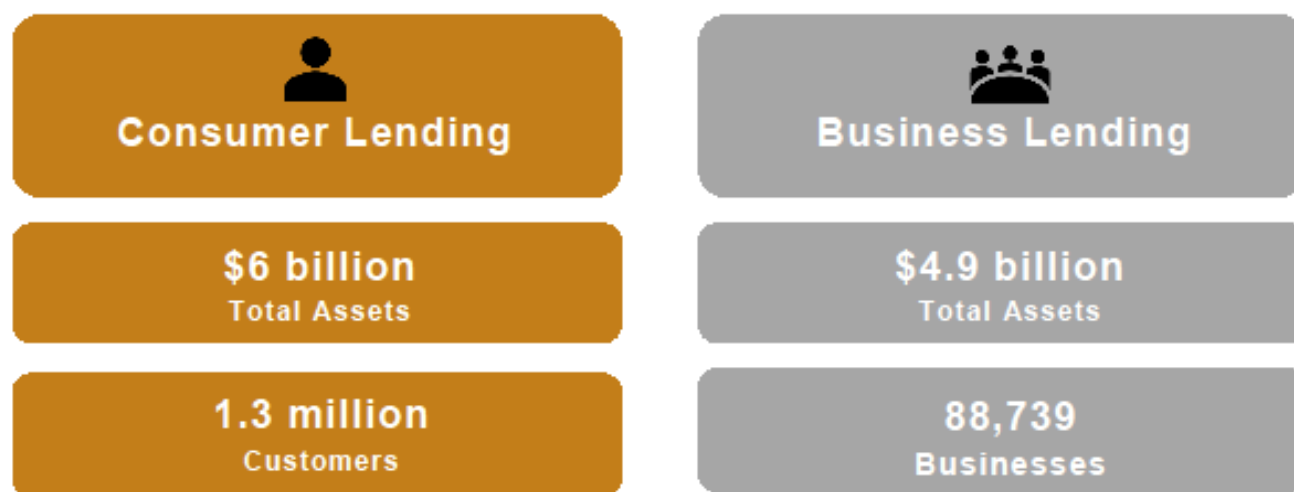 Consumer Lending
$6 billion
Total Assets
1.3 million
Customers
Business Lending
$4.9 billion
Total Assets
88,739
Businesses